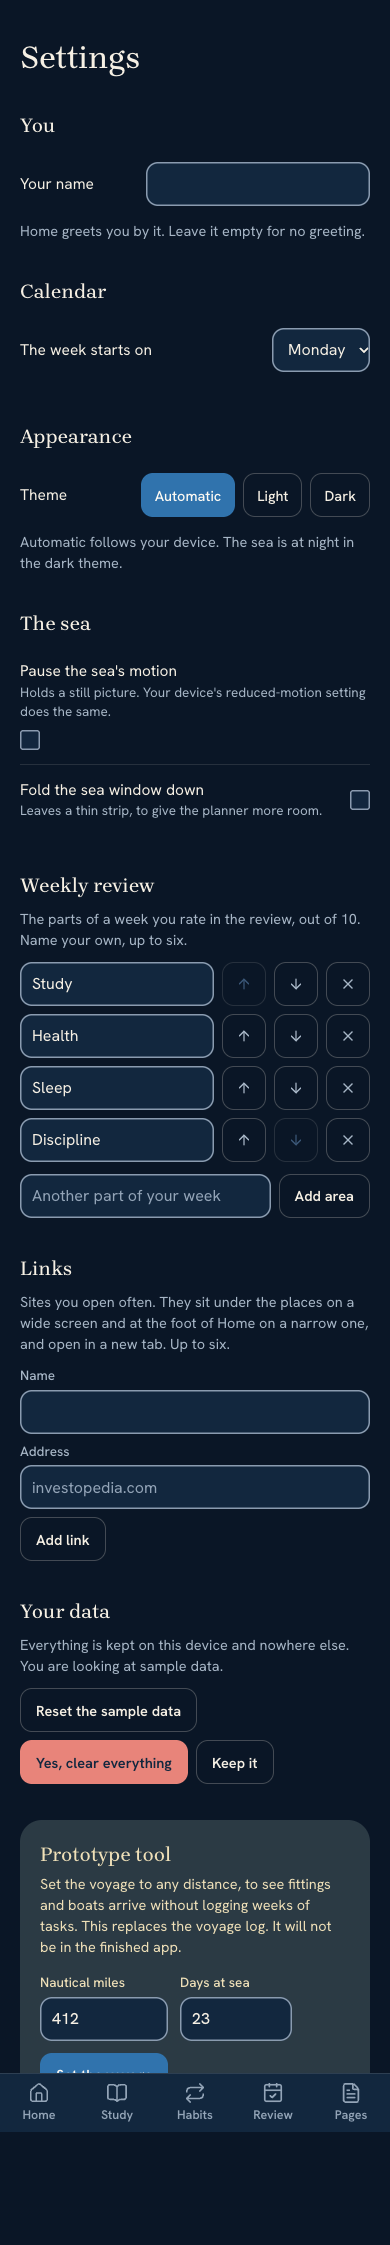 Settings
You
Your name
Home greets you by it. Leave it empty for no greeting.
Calendar
The week starts on
Monday
Appearance
Theme
Automatic
Light
Dark
Automatic follows your device. The sea is at night in
the dark theme.
The sea
Pause the sea's motion
Holds a still picture. Your device's reduced-motion setting
does the same.
Fold the sea window down
Leaves a thin strip, to give the planner more room.
Weekly review
The parts of a week you rate in the review, out of 10.
Name your own, up to six.
Study
Health
Sleep
Discipline
Another part of your week
Add area
Links
Sites you open often. They sit under the places on a
wide screen and at the foot of Home on a narrow one,
and open in a new tab. Up to six.
Name
Address
investopedia.com
Add link
Your data
Everything is kept on this device and nowhere else.
You are looking at sample data.
Reset the sample data
Yes, clear everything
Keep it
Prototype tool
Set the voyage to any distance, to see fittings
and boats arrive without logging weeks of
tasks. This replaces the voyage log. It will not
be in the finished app.
Nautical miles
Days at sea
412
23
Home
Study
Habits
Review
Pages